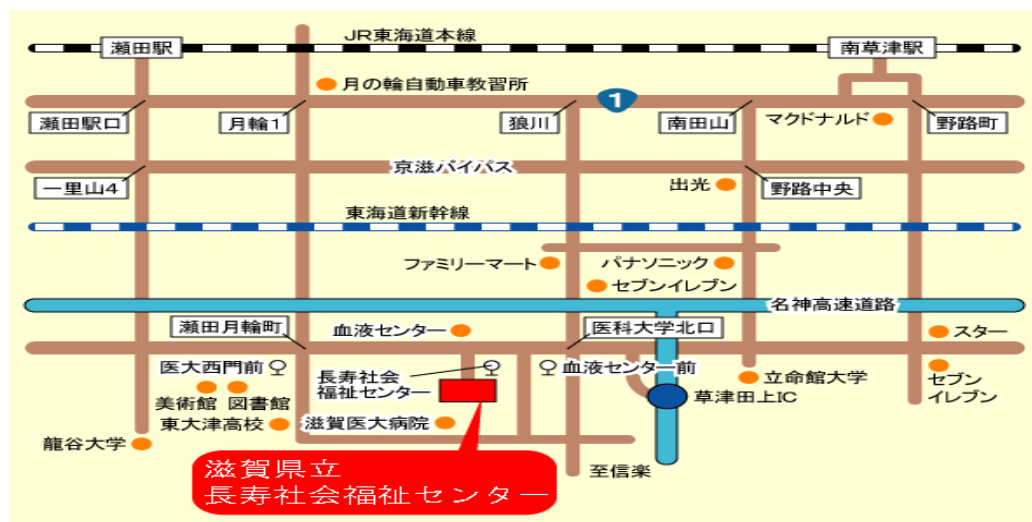 JR東海道本線
瀬田駅
南草津駅
月の輪自動車教習所
1
瀬田駅口
月輪1
狼川
南田山
マクドナルド
野路町
京滋バイパス
一里山4
出光
野路中央
東海道新幹線
ファミリーマート
パナソニック
セブンイレブン
名神高速道路
瀬田月輪町
血液センター
医科大学北口
スター
医大西門前
長寿社会
福祉センター
血液センター前
立命館大学
セブン
イレブン
美術館 図書館
草津田上IC
東大津高校
滋賀医大病院
龍谷大学
至信楽
滋賀県立
長寿社会福祉センター